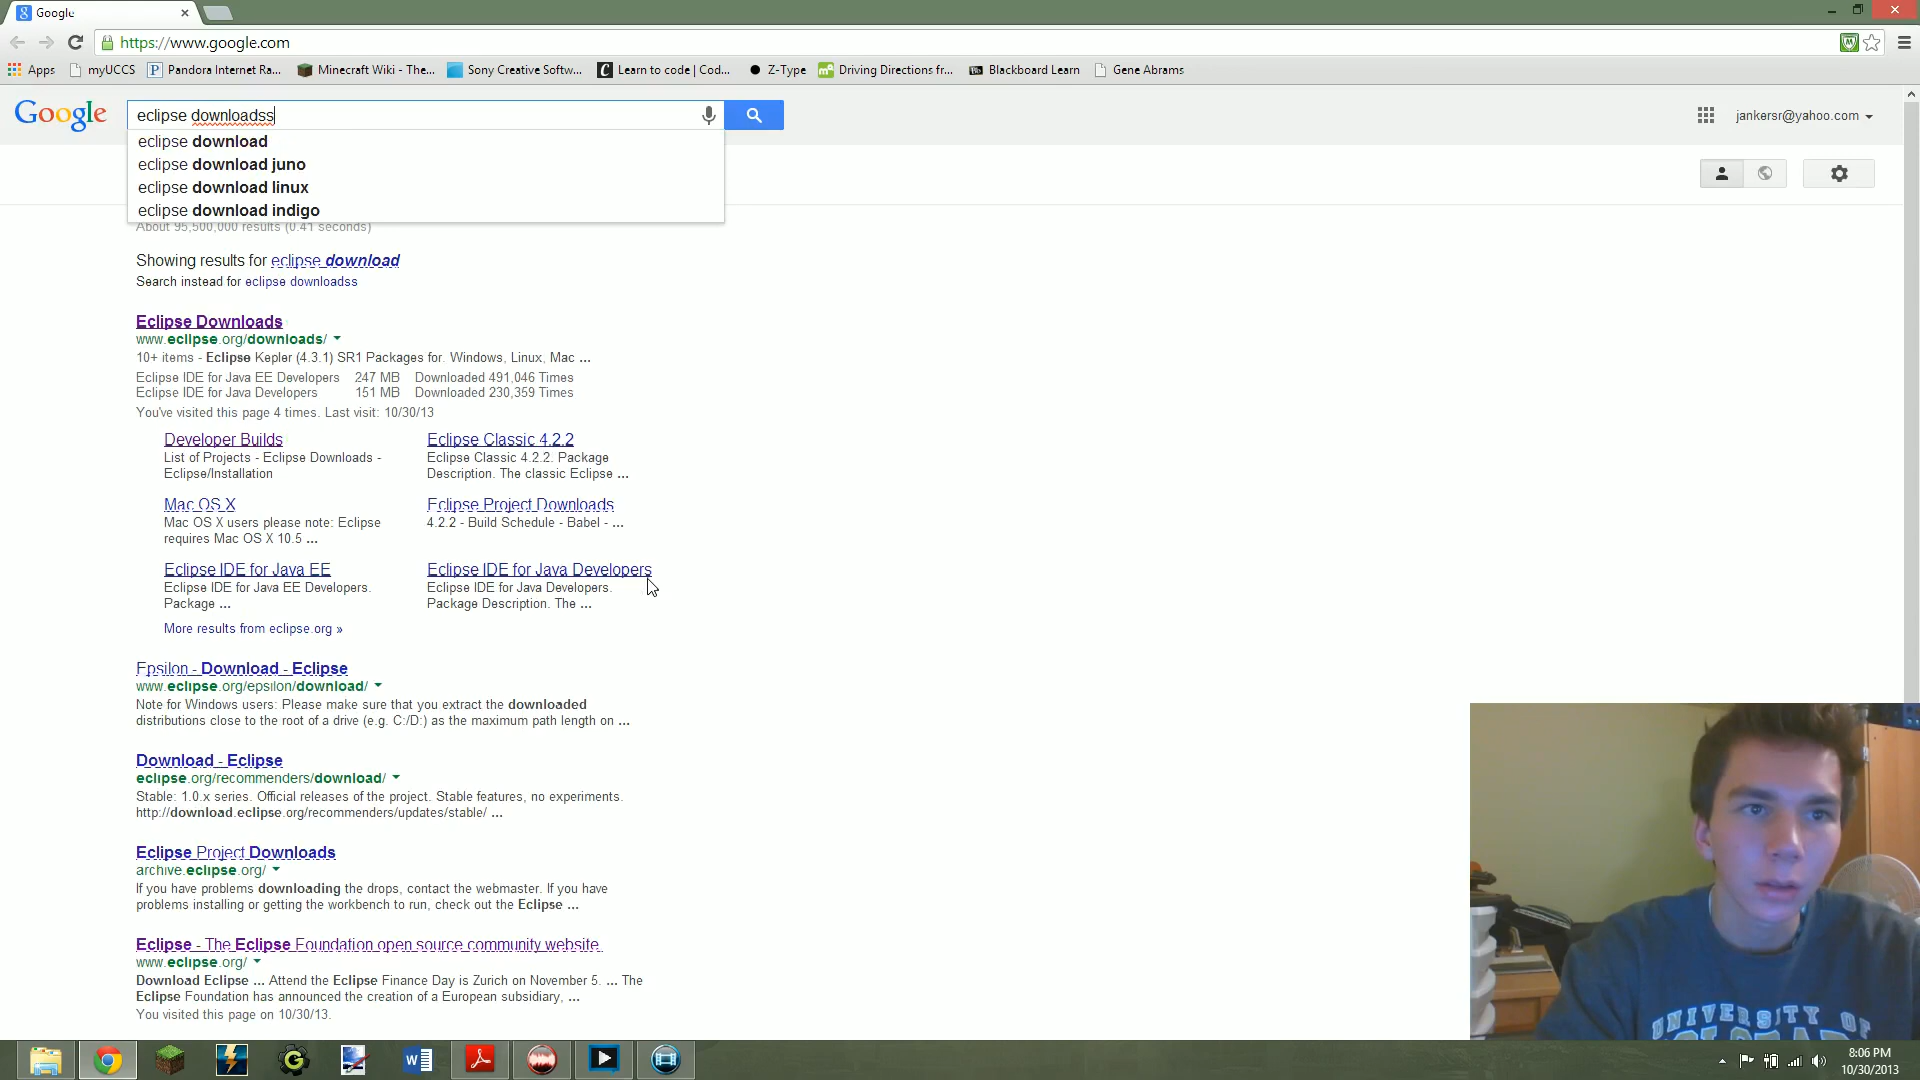 Google
https://www.google.com
Apps myUCCS Pandora Internet Ra... Minecraft Wiki - The... Sony Creative Softw... Learn to code | Cod... Z-Type Driving Directions fr... Blackboard Learn Gene Abrams
Google eclipse downloadss jankersr@yahoo.com
eclipse download
eclipse download juno
eclipse download linux
eclipse download indigo
About 95,500,000 results (0.41 seconds)
Showing results for eclipse download
Search instead for eclipse downloadss
Eclipse Downloads
www.eclipse.org/downloads/
10+ items - Eclipse Kepler (4.3.1) SR1 Packages for. Windows, Linux, Mac ...
Eclipse IDE for Java EE Developers 247 MB Downloaded 491,046 Times
Eclipse IDE for Java Developers 151 MB Downloaded 230,359 Times
You've visited this page 4 times. Last visit: 10/30/13
Developer Builds
List of Projects - Eclipse Downloads -
Eclipse/Installation
Eclipse Classic 4.2.2
Eclipse Classic 4.2.2. Package
Description. The classic Eclipse ...
Mac OS X
Mac OS X users please note: Eclipse
requires Mac OS X 10.5 ...
Eclipse Project Downloads
4.2.2 - Build Schedule - Babel - ...
Eclipse IDE for Java EE
Eclipse IDE for Java EE Developers.
Package ...
Eclipse IDE for Java Developers
Eclipse IDE for Java Developers.
Package Description. The ...
More results from eclipse.org »
Epsilon - Download - Eclipse
www.eclipse.org/epsilon/download/
Note for Windows users: Please make sure that you extract the downloaded
distributions close to the root of a drive (e.g. C:/D:) as the maximum path length on ...
Download - Eclipse
eclipse.org/recommenders/download/
Stable: 1.0.x series. Official releases of the project. Stable features, no experiments.
http://download.eclipse.org/recommenders/updates/stable/ ...
Eclipse Project Downloads
archive.eclipse.org/
If you have problems downloading the drops, contact the webmaster. If you have
problems installing or getting the workbench to run, check out the Eclipse ...
Eclipse - The Eclipse Foundation open source community website.
www.eclipse.org/
Download Eclipse ... Attend the Eclipse Finance Day is Zurich on November 5. ... The
Eclipse Foundation has announced the creation of a European subsidiary, ...
You visited this page on 10/30/13.
UNIVERSITY OF
8:06 PM
10/30/2013